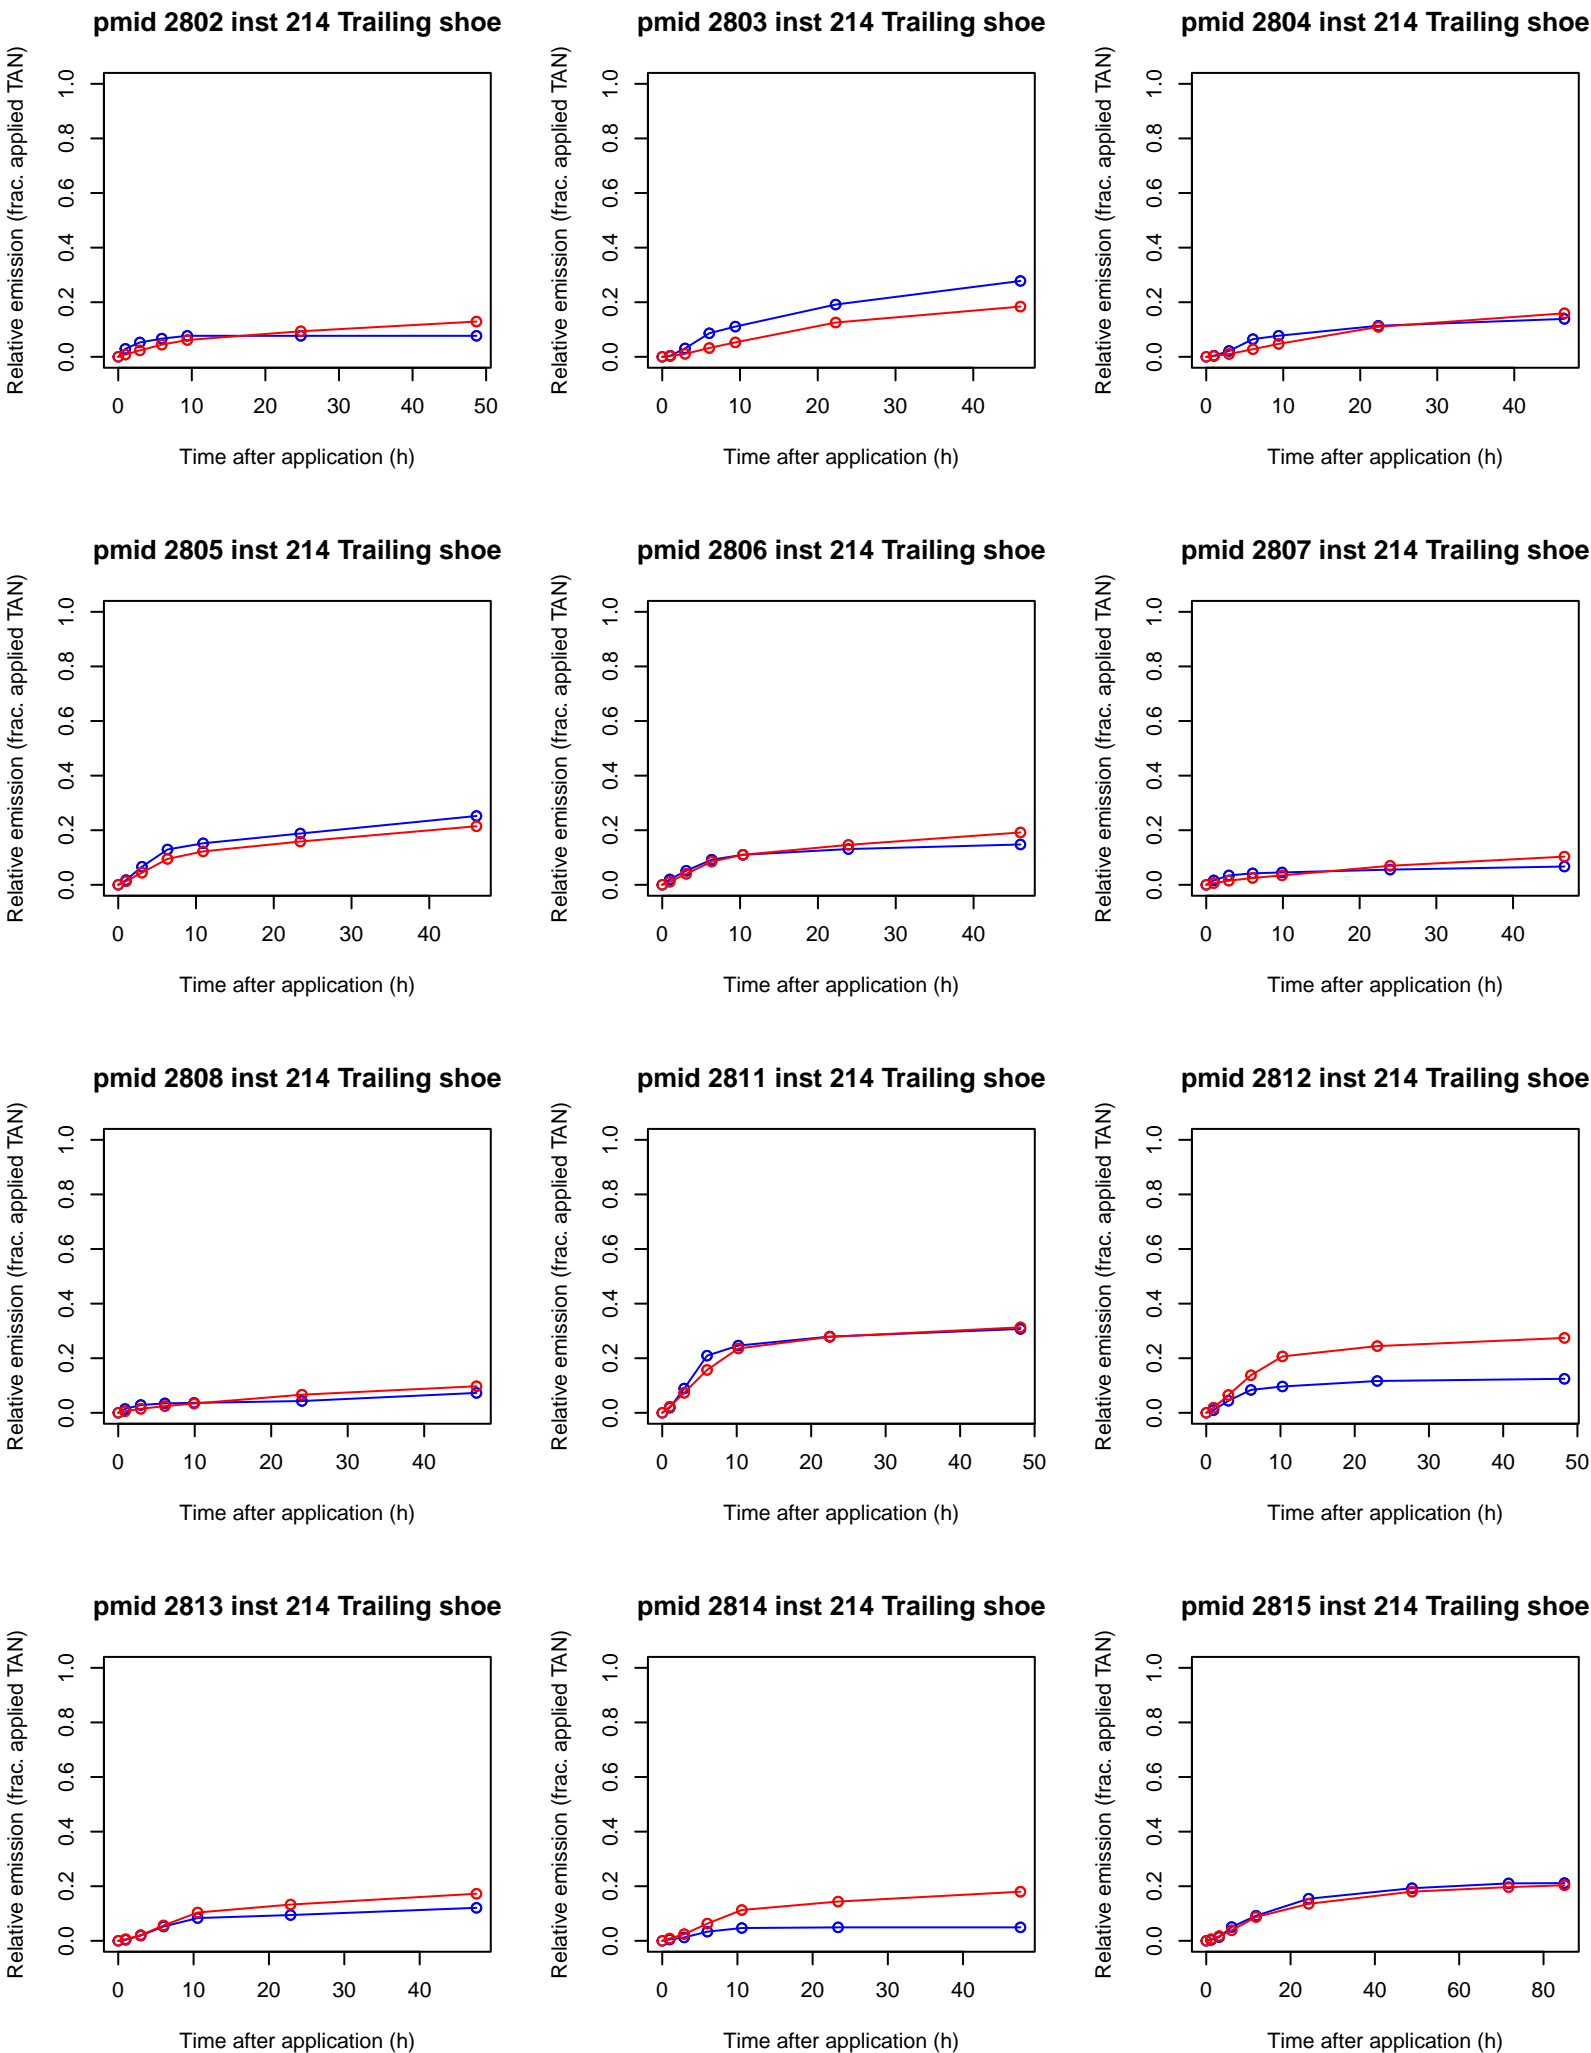 pmid 2802 inst 214 Trailing shoe
Relative emission (frac. applied TAN)
0.0 0.2 0.4 0.6 0.8 1.0
0 10 20 30 40 50
Time after application (h)
pmid 2803 inst 214 Trailing shoe
Relative emission (frac. applied TAN)
0.0 0.2 0.4 0.6 0.8 1.0
0 10 20 30 40
Time after application (h)
pmid 2804 inst 214 Trailing shoe
Relative emission (frac. applied TAN)
0.0 0.2 0.4 0.6 0.8 1.0
0 10 20 30 40
Time after application (h)
pmid 2805 inst 214 Trailing shoe
Relative emission (frac. applied TAN)
0.0 0.2 0.4 0.6 0.8 1.0
0 10 20 30 40
Time after application (h)
pmid 2806 inst 214 Trailing shoe
Relative emission (frac. applied TAN)
0.0 0.2 0.4 0.6 0.8 1.0
0 10 20 30 40
Time after application (h)
pmid 2807 inst 214 Trailing shoe
Relative emission (frac. applied TAN)
0.0 0.2 0.4 0.6 0.8 1.0
0 10 20 30 40
Time after application (h)
pmid 2808 inst 214 Trailing shoe
Relative emission (frac. applied TAN)
0.0 0.2 0.4 0.6 0.8 1.0
0 10 20 30 40
Time after application (h)
pmid 2811 inst 214 Trailing shoe
Relative emission (frac. applied TAN)
0.0 0.2 0.4 0.6 0.8 1.0
0 10 20 30 40 50
Time after application (h)
pmid 2812 inst 214 Trailing shoe
Relative emission (frac. applied TAN)
0.0 0.2 0.4 0.6 0.8 1.0
0 10 20 30 40 50
Time after application (h)
pmid 2813 inst 214 Trailing shoe
Relative emission (frac. applied TAN)
0.0 0.2 0.4 0.6 0.8 1.0
0 10 20 30 40
Time after application (h)
pmid 2814 inst 214 Trailing shoe
Relative emission (frac. applied TAN)
0.0 0.2 0.4 0.6 0.8 1.0
0 10 20 30 40
Time after application (h)
pmid 2815 inst 214 Trailing shoe
Relative emission (frac. applied TAN)
0.0 0.2 0.4 0.6 0.8 1.0
0 20 40 60 80
Time after application (h)